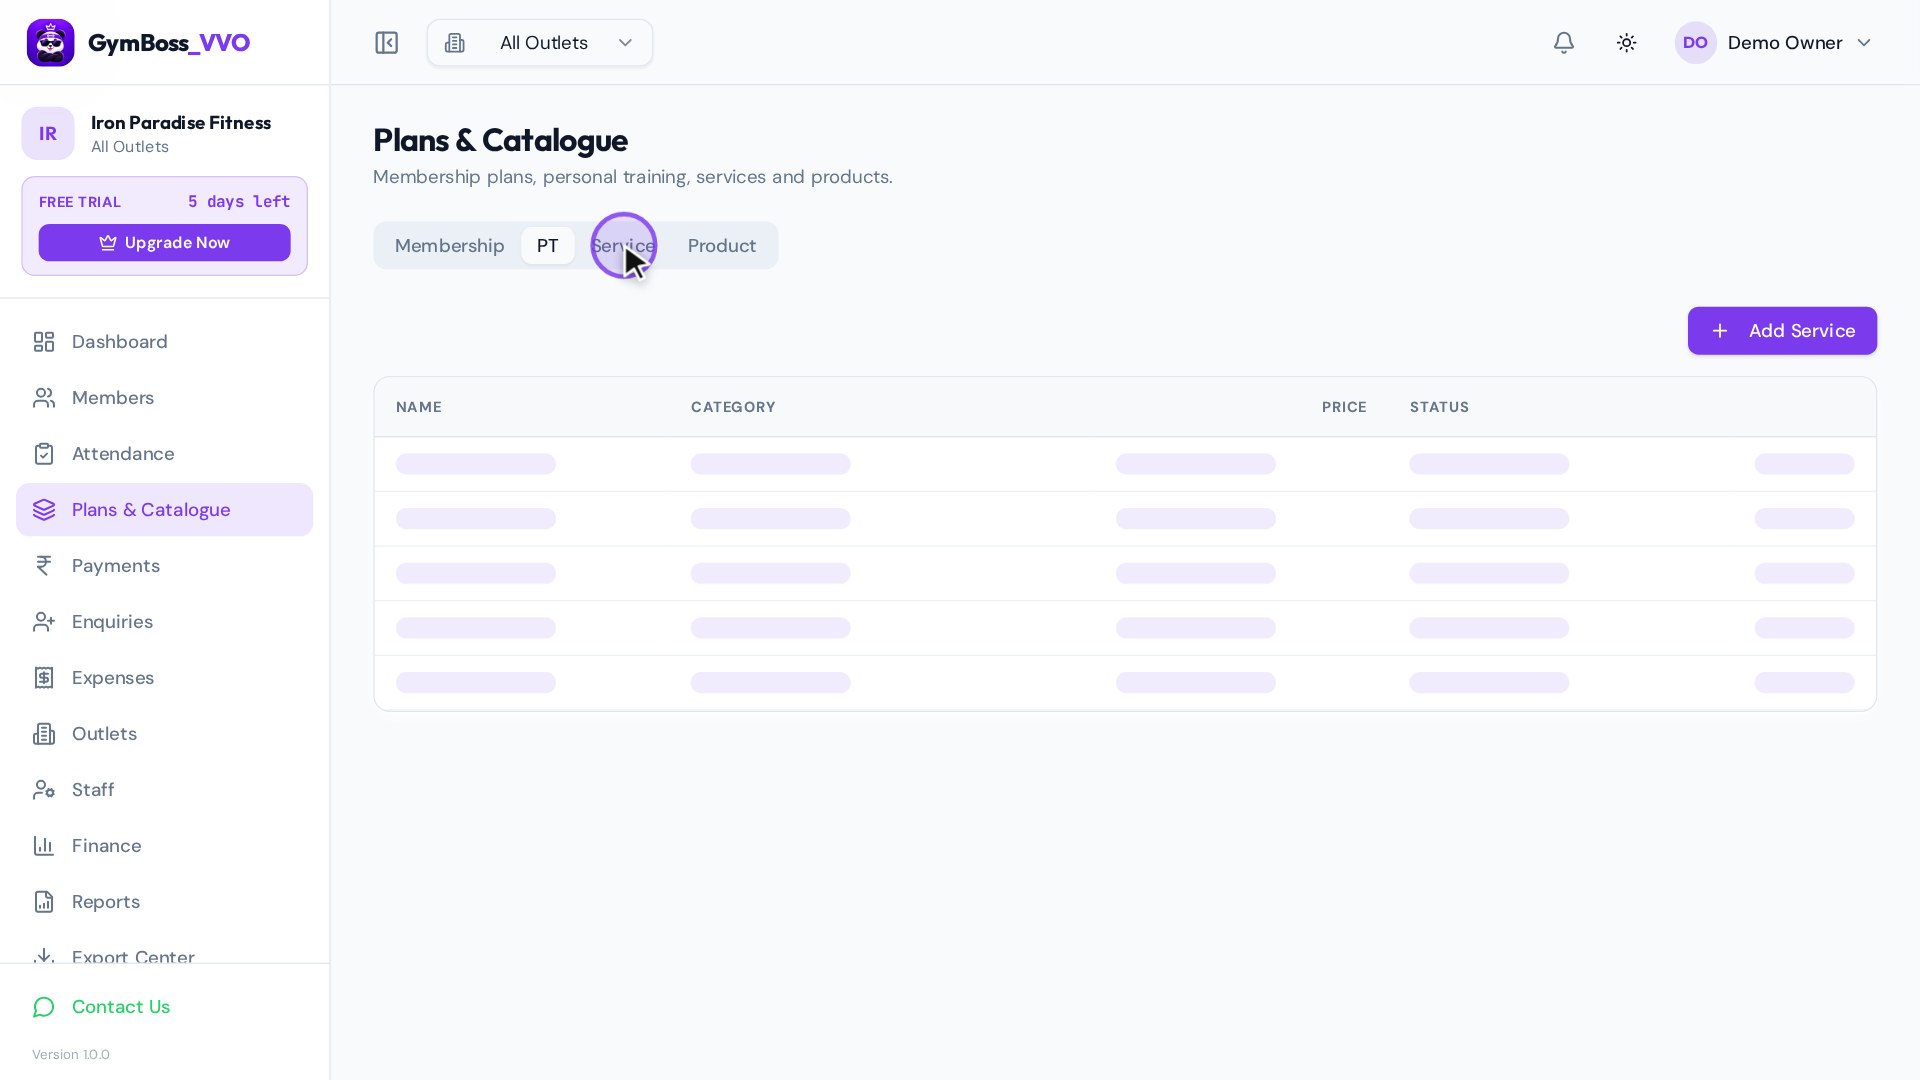 GymBoss_VVO
All Outlets
DO
Demo Owner
IR
Iron Paradise Fitness
All Outlets
FREE TRIAL
5 days left
Upgrade Now
Dashboard
Members
Attendance
Plans & Catalogue
Payments
Enquiries
Expenses
Outlets
Staff
Finance
Reports
Export Center
Contact Us
Version 1.0.0
Plans & Catalogue
Membership plans, personal training, services and products.
Membership PT Service Product
Add Service
NAME CATEGORY PRICE STATUS